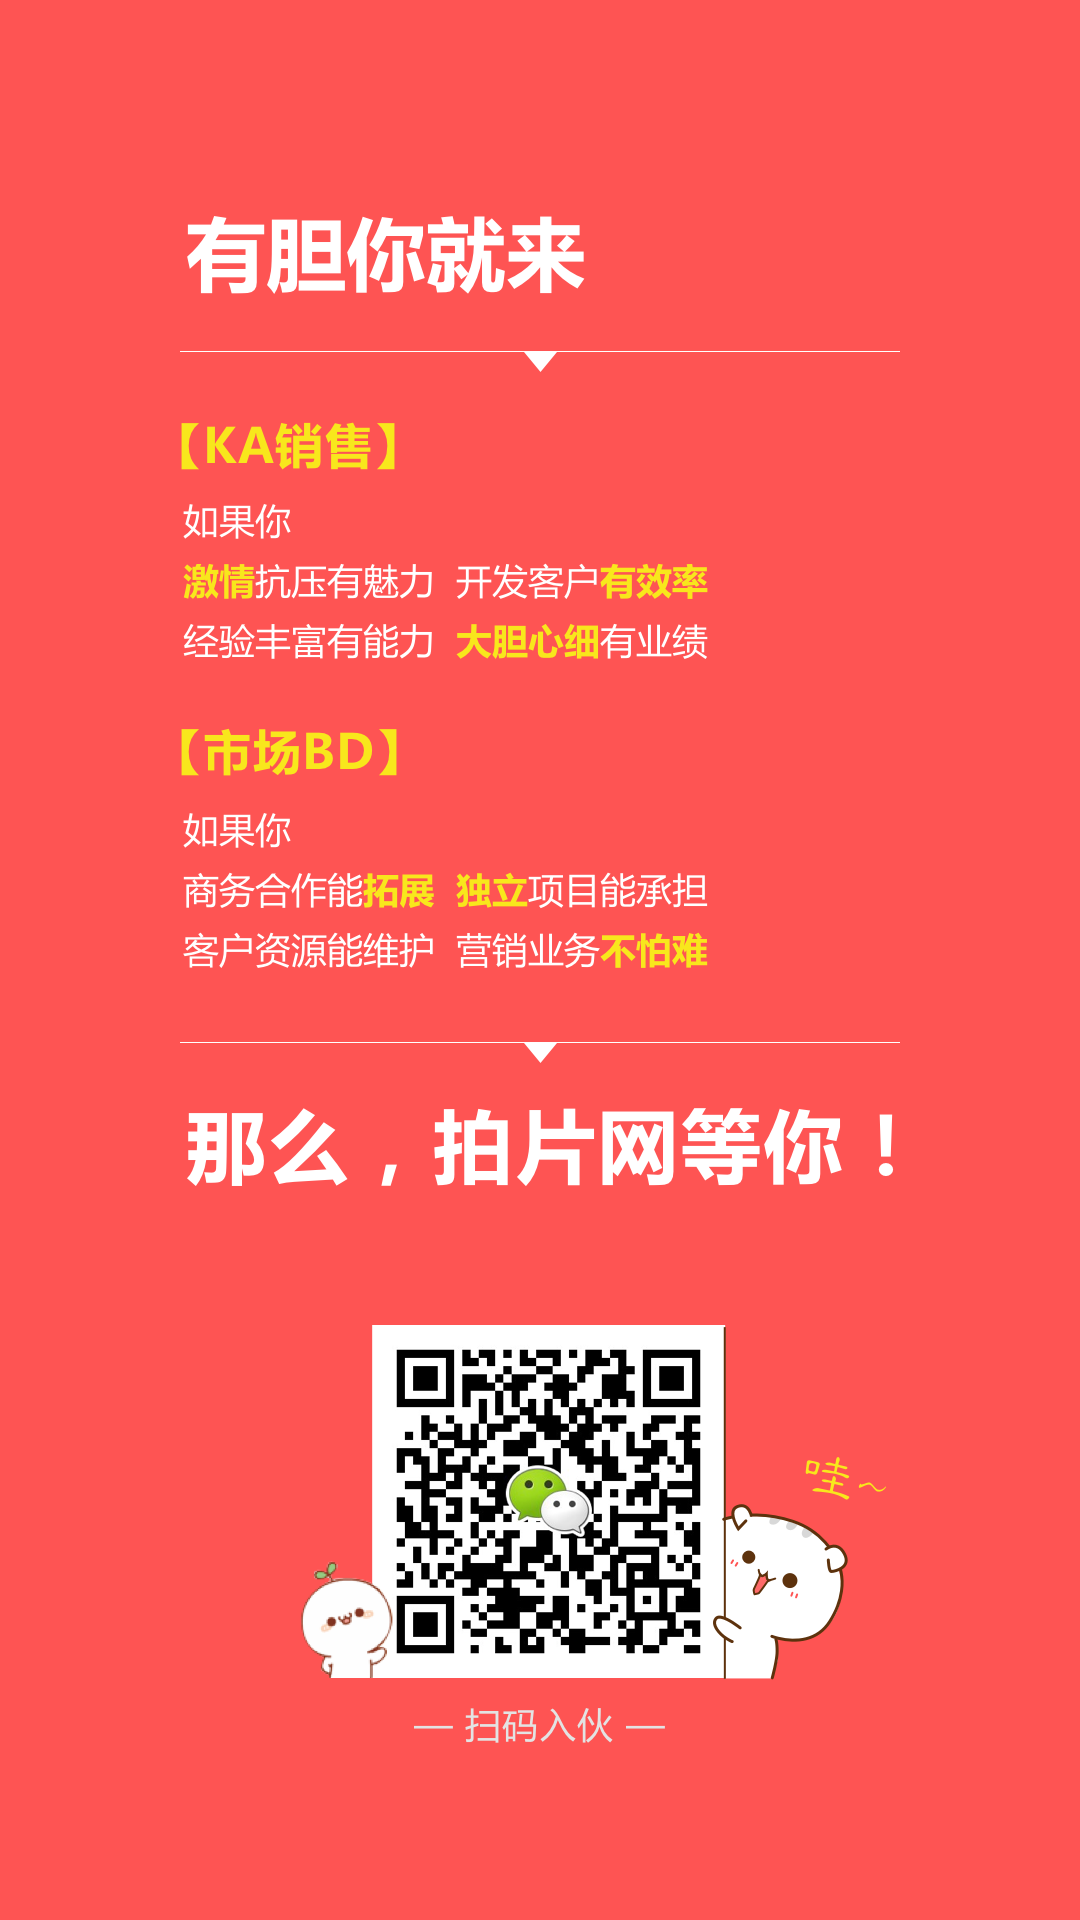 有胆你就来
【KA销售】
如果你
激情抗压有魅力 开发客户有效率
经验丰富有能力 大胆心细有业绩
【市场BD】
如果你
商务合作能拓展 独立项目能承担
客户资源能维护 营销业务不怕难
那么，拍片网等你！
哇~
— 扫码入伙 —